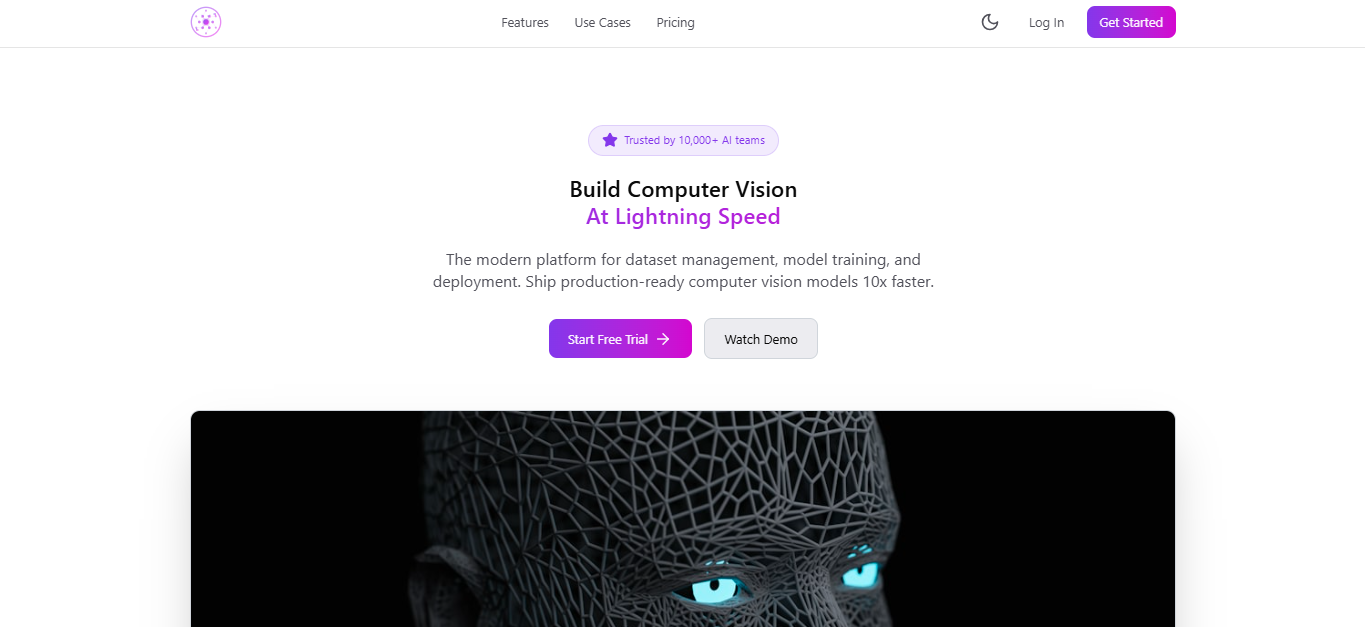 Features
Use Cases
Pricing
Log In
Get Started
Trusted by 10,000+ AI teams
Build Computer Vision
At Lightning Speed
The modern platform for dataset management, model training, and
deployment. Ship production-ready computer vision models 10x faster.
Start Free Trial
Watch Demo